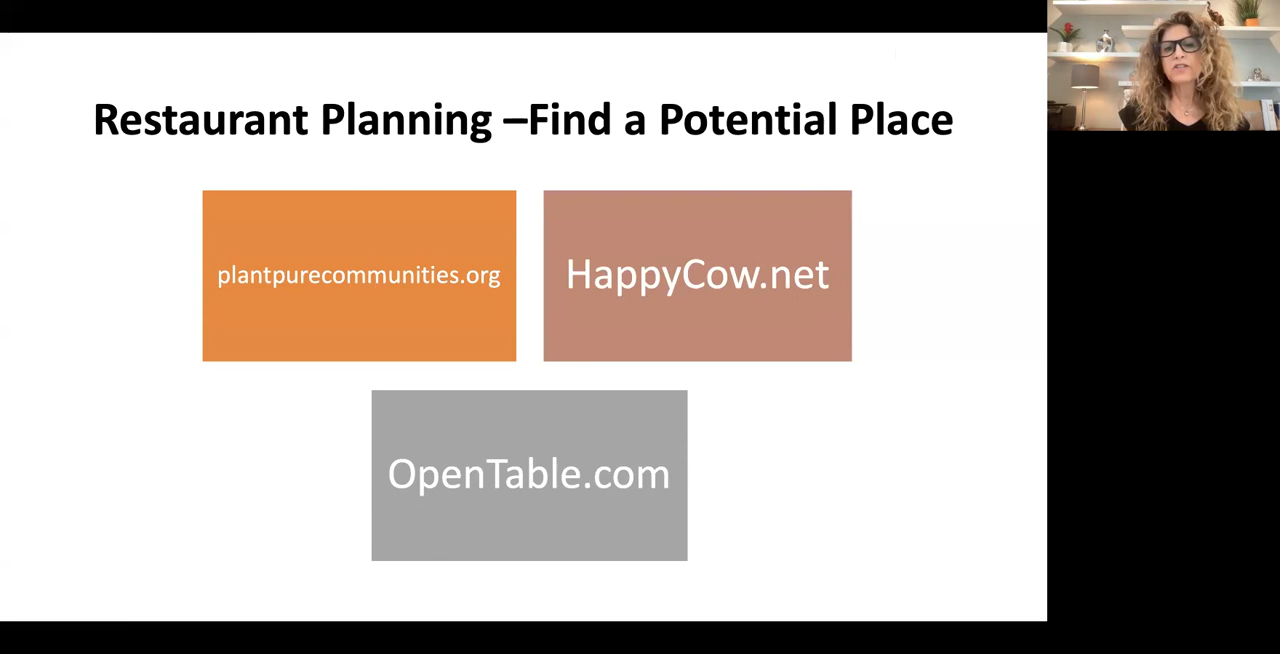 Restaurant Planning –Find a Potential Place
plantpurecommunities.org
HappyCow.net
OpenTable.com